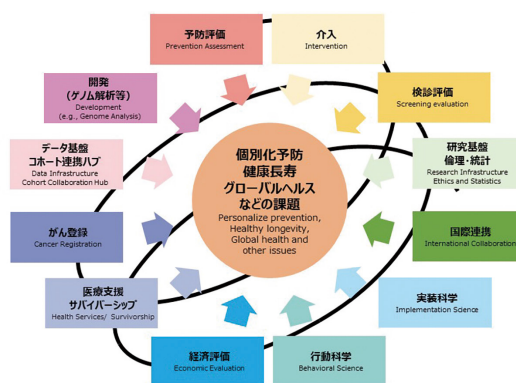 予防評価
Prevention Assessment
介入
Intervention
開発
(ゲノム解析等)
Development
(e.g., Genome Analysis)
検診評価
Screening evaluation
データ基盤
コホート連携ハブ
Data Infrastructure
Cohort Collaboration Hub
個別化予防
健康長寿
グローバルヘルス
などの課題
Personalize prevention,
Healthy longevity,
Global health and
other issues
研究基盤
倫理・統計
Research Infrastructure
Ethics and Statistics
がん登録
Cancer Registration
国際連携
International Collaboration
医療支援
サバイバーシップ
Health Services/ Survivorship
実装科学
Implementation Science
経済評価
Economic Evaluation
行動科学
Behavioral Science